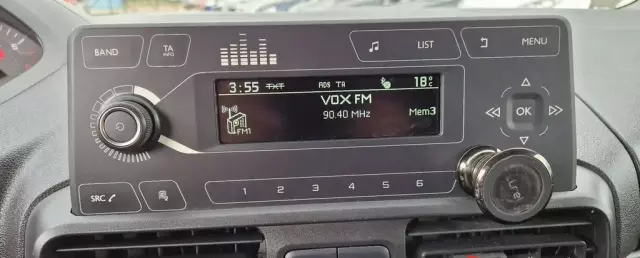 BAND
TA
INFO
LIST
MENU
3:55 TXT RDS TA 18°C
VOX FM
90.40 MHz Mem3
FM1
OK
SRC
1 2 3 4 5 6